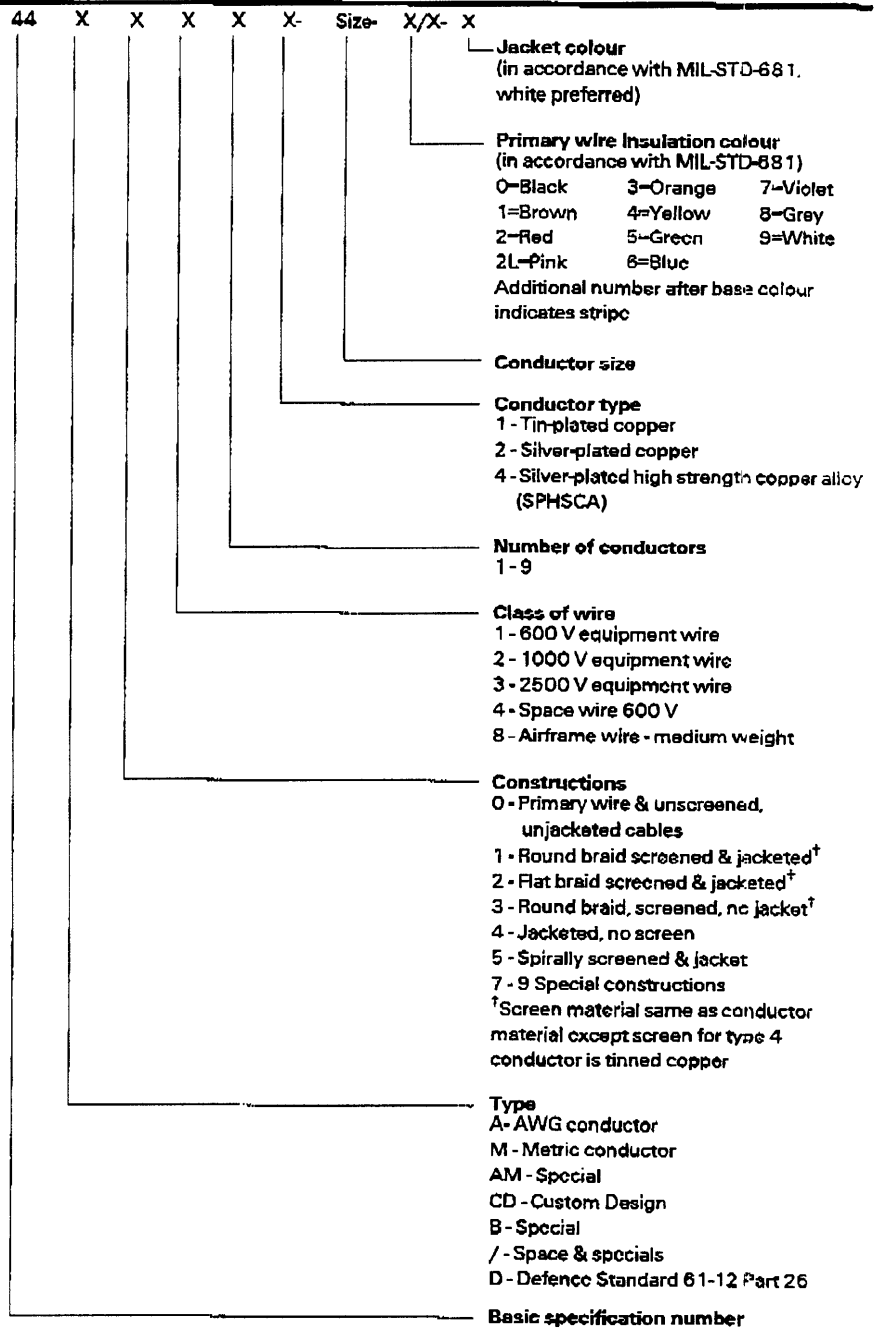 44 X X X X X- Size- X/X- X
Jacket colour
(in accordance with MIL-STD-681,
white preferred)
Primary wire Insulation colour
(in accordance with MIL-STD-681)
0=Black 3=Orange 7=Violet
1=Brown 4=Yellow 8=Grey
2=Red 5=Green 9=White
2L=Pink 6=Blue
Additional number after base colour
indicates stripe
Conductor size
Conductor type
1 - Tin-plated copper
2 - Silver-plated copper
4 - Silver-plated high strength copper alloy
(SPHSCA)
Number of conductors
1 - 9
Class of wire
1 - 600 V equipment wire
2 - 1000 V equipment wire
3 - 2500 V equipment wire
4 - Space wire 600 V
8 - Airframe wire - medium weight
Constructions
0 - Primary wire & unscreened,
unjacketed cables
1 - Round braid screened & jacketed†
2 - Flat braid screened & jacketed†
3 - Round braid, screened, no jacket†
4 - Jacketed, no screen
5 - Spirally screened & jacket
7 - 9 Special constructions
†Screen material same as conductor
material except screen for type 4
conductor is tinned copper
Type
A - AWG conductor
M - Metric conductor
AM - Special
CD - Custom Design
B - Special
/ - Space & specials
D - Defence Standard 61-12 Part 26
Basic specification number